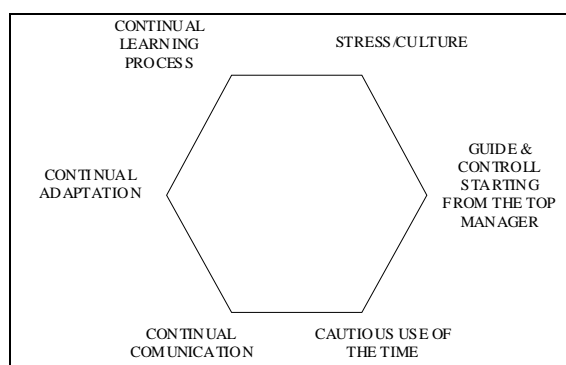 CONTINUAL
LEARNING
PROCESS
STRESS/CULTURE
GUIDE &
CONTROLL
STARTING
FROM THE TOP
MANAGER
CONTINUAL
ADAPTATION
CONTINUAL
COMUNICATION
CAUTIOUS USE OF
THE TIME